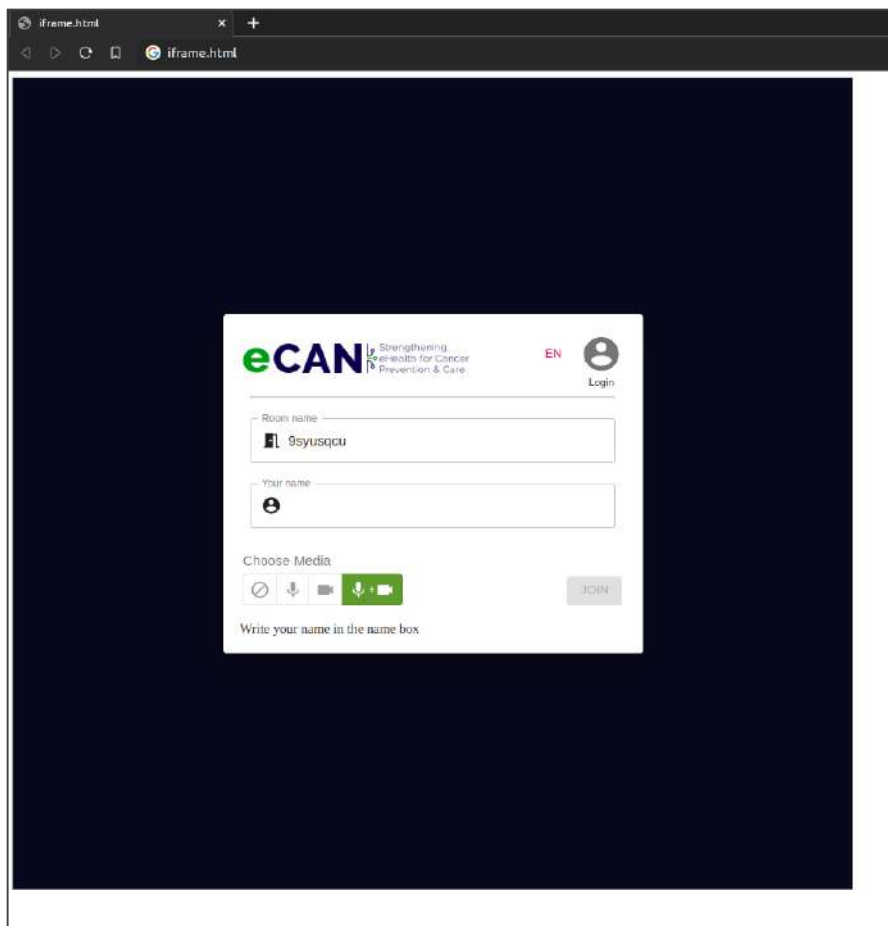 iframe.html
iframe.html
eCAN
Strengthening
eHealth for Cancer
Prevention & Care
EN
Login
Room name
9syusqcu
Your name
Choose Media
+
JOIN
Write your name in the name box